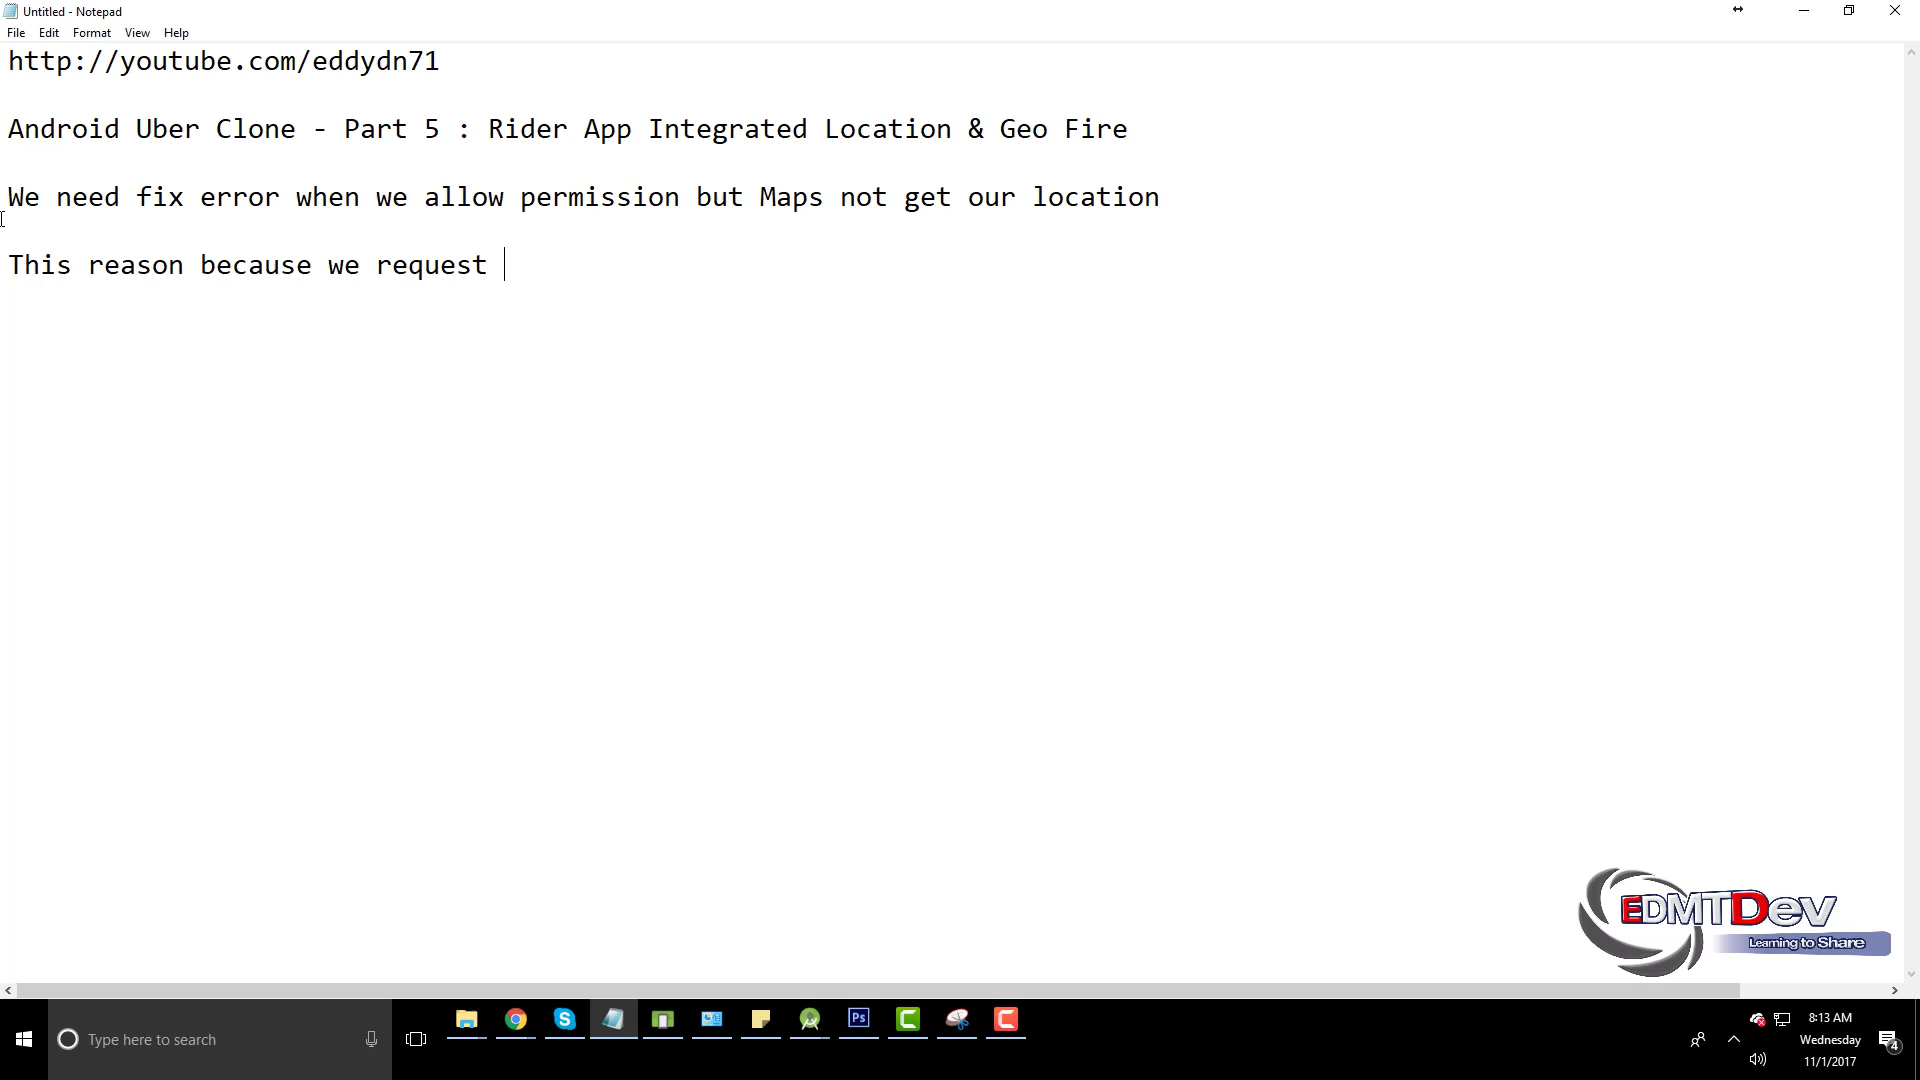 Untitled - Notepad
File Edit Format View Help
http://youtube.com/eddydn71
Android Uber Clone - Part 5 : Rider App Integrated Location & Geo Fire
We need fix error when we allow permission but Maps not get our location
This reason because we request
EDMTDev
Learning to Share
Type here to search
Ps
8:13 AM
Wednesday
11/1/2017
4